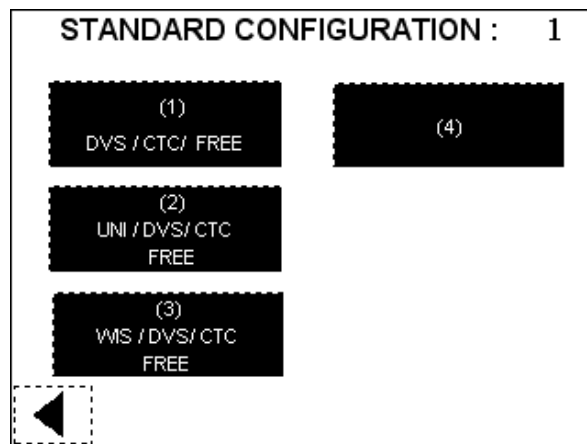 STANDARD CONFIGURATION : 1
(1)
DVS / CTC/ FREE
(4)
(2)
UNI / DVS/ CTC
FREE
(3)
WIS / DVS/ CTC
FREE